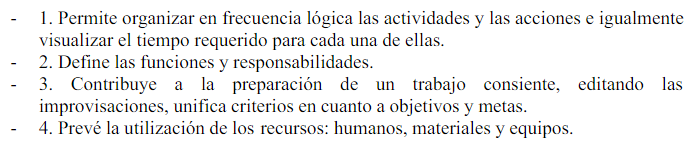 - 1. Permite organizar en frecuencia lógica las actividades y las acciones e igualmente
visualizar el tiempo requerido para cada una de ellas.
- 2. Define las funciones y responsabilidades.
- 3. Contribuye a la preparación de un trabajo consiente, editando las
improvisaciones, unifica criterios en cuanto a objetivos y metas.
- 4. Prevé la utilización de los recursos: humanos, materiales y equipos.